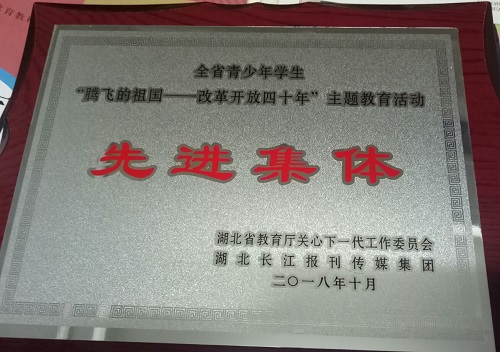 全省青少年学生
“腾飞的祖国——改革开放四十年”主题教育活动
先进集体
湖北省教育厅关心下一代工作委员会
湖北长江报刊传媒集团
二〇一八年十月